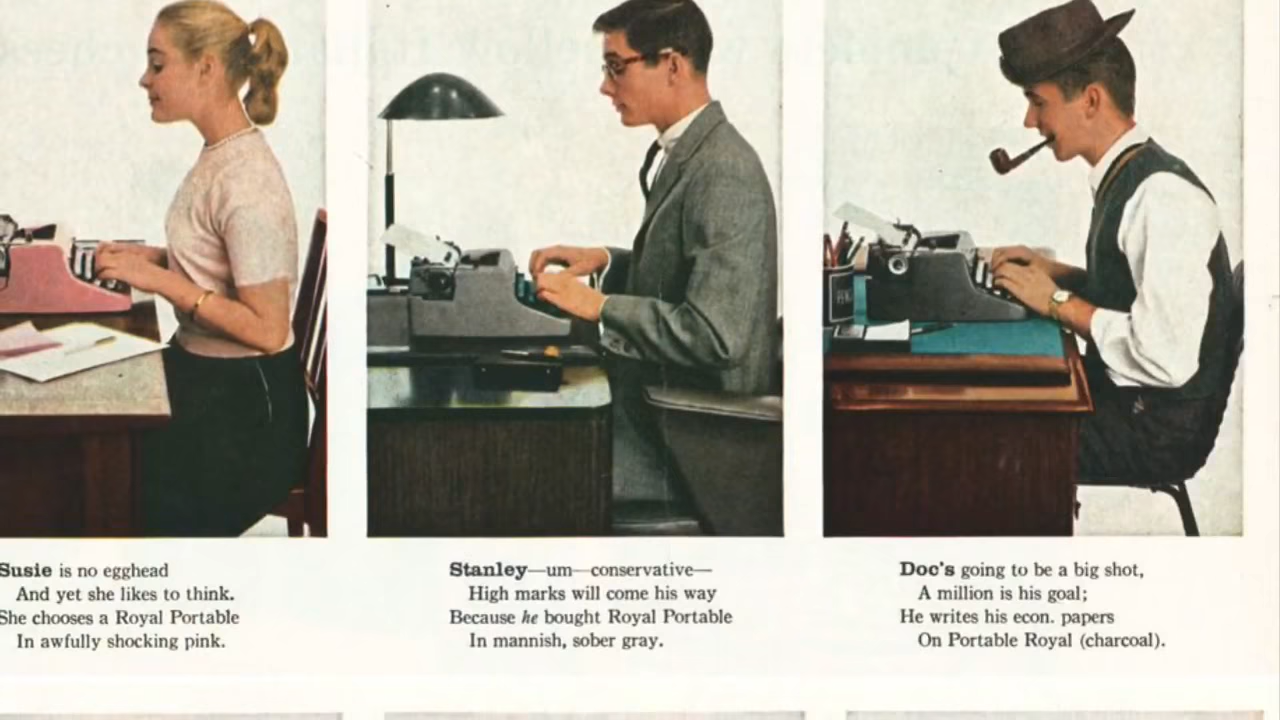 Susie is no egghead
And yet she likes to think.
She chooses a Royal Portable
In awfully shocking pink.
Stanley—um—conservative—
High marks will come his way
Because he bought Royal Portable
In mannish, sober gray.
Doc's going to be a big shot,
A million is his goal;
He writes his econ. papers
On Portable Royal (charcoal).